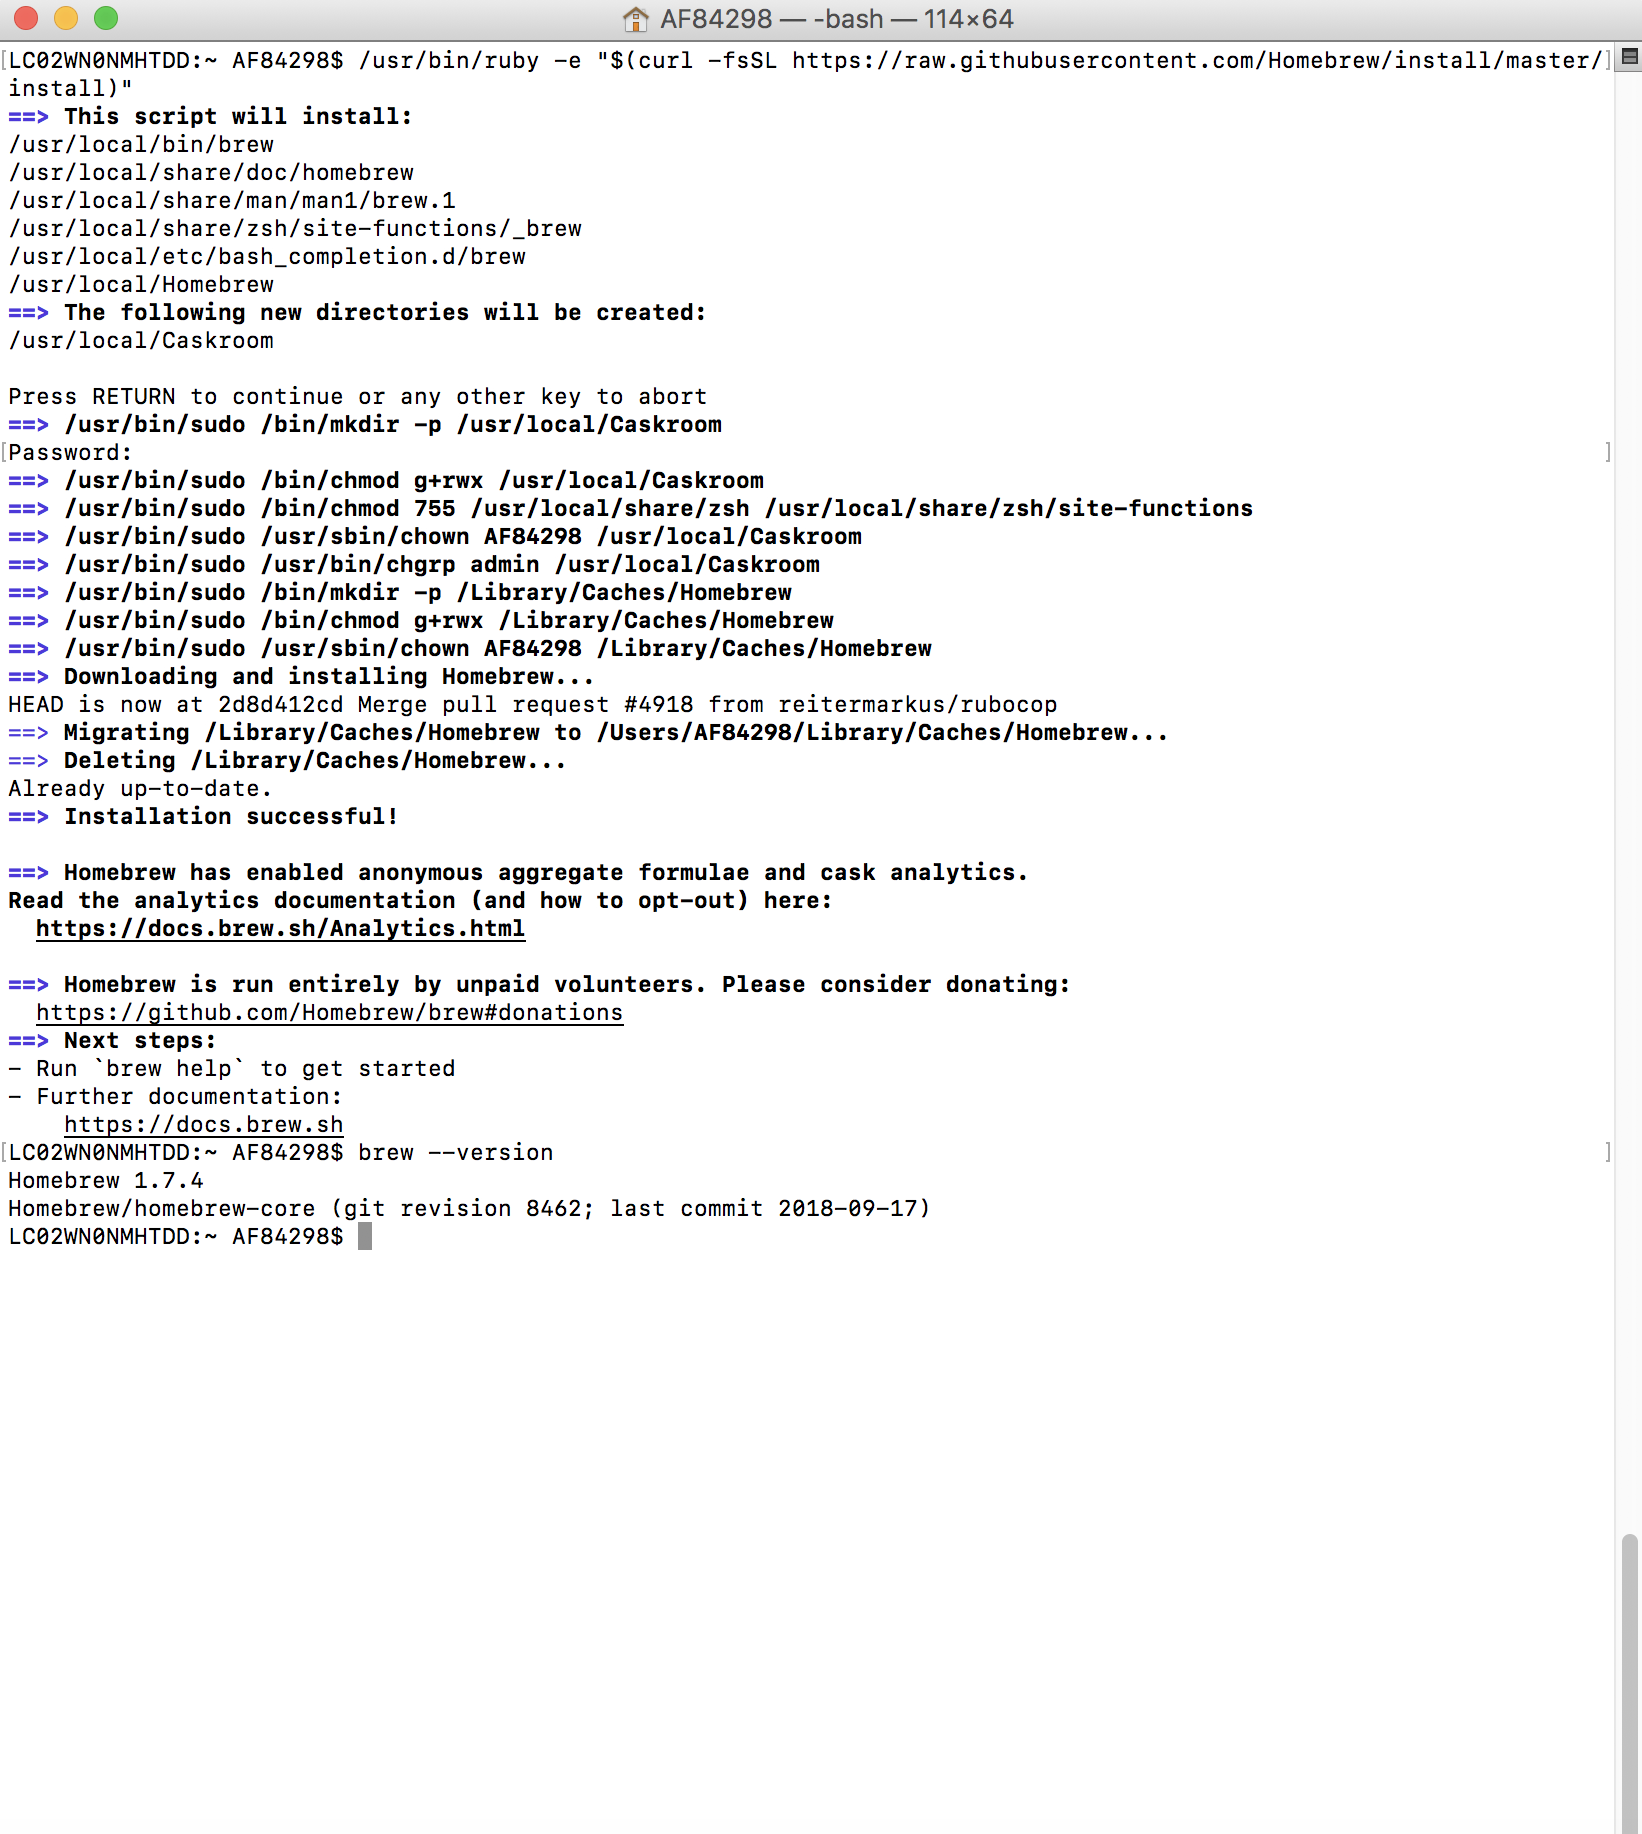 AF84298 — -bash — 114×64
LC02WN0NMHTDD:~ AF84298$ /usr/bin/ruby -e "$(curl -fsSL https://raw.githubusercontent.com/Homebrew/install/master/
install)"
==> This script will install:
/usr/local/bin/brew
/usr/local/share/doc/homebrew
/usr/local/share/man/man1/brew.1
/usr/local/share/zsh/site-functions/_brew
/usr/local/etc/bash_completion.d/brew
/usr/local/Homebrew
==> The following new directories will be created:
/usr/local/Caskroom
Press RETURN to continue or any other key to abort
==> /usr/bin/sudo /bin/mkdir -p /usr/local/Caskroom
Password:
==> /usr/bin/sudo /bin/chmod g+rwx /usr/local/Caskroom
==> /usr/bin/sudo /bin/chmod 755 /usr/local/share/zsh /usr/local/share/zsh/site-functions
==> /usr/bin/sudo /usr/sbin/chown AF84298 /usr/local/Caskroom
==> /usr/bin/sudo /usr/bin/chgrp admin /usr/local/Caskroom
==> /usr/bin/sudo /bin/mkdir -p /Library/Caches/Homebrew
==> /usr/bin/sudo /bin/chmod g+rwx /Library/Caches/Homebrew
==> /usr/bin/sudo /usr/sbin/chown AF84298 /Library/Caches/Homebrew
==> Downloading and installing Homebrew...
HEAD is now at 2d8d412cd Merge pull request #4918 from reitermarkus/rubocop
==> Migrating /Library/Caches/Homebrew to /Users/AF84298/Library/Caches/Homebrew...
==> Deleting /Library/Caches/Homebrew...
Already up-to-date.
==> Installation successful!
==> Homebrew has enabled anonymous aggregate formulae and cask analytics.
Read the analytics documentation (and how to opt-out) here:
https://docs.brew.sh/Analytics.html
==> Homebrew is run entirely by unpaid volunteers. Please consider donating:
https://github.com/Homebrew/brew#donations
==> Next steps:
- Run `brew help` to get started
- Further documentation:
https://docs.brew.sh
LC02WN0NMHTDD:~ AF84298$ brew --version
Homebrew 1.7.4
Homebrew/homebrew-core (git revision 8462; last commit 2018-09-17)
LC02WN0NMHTDD:~ AF84298$